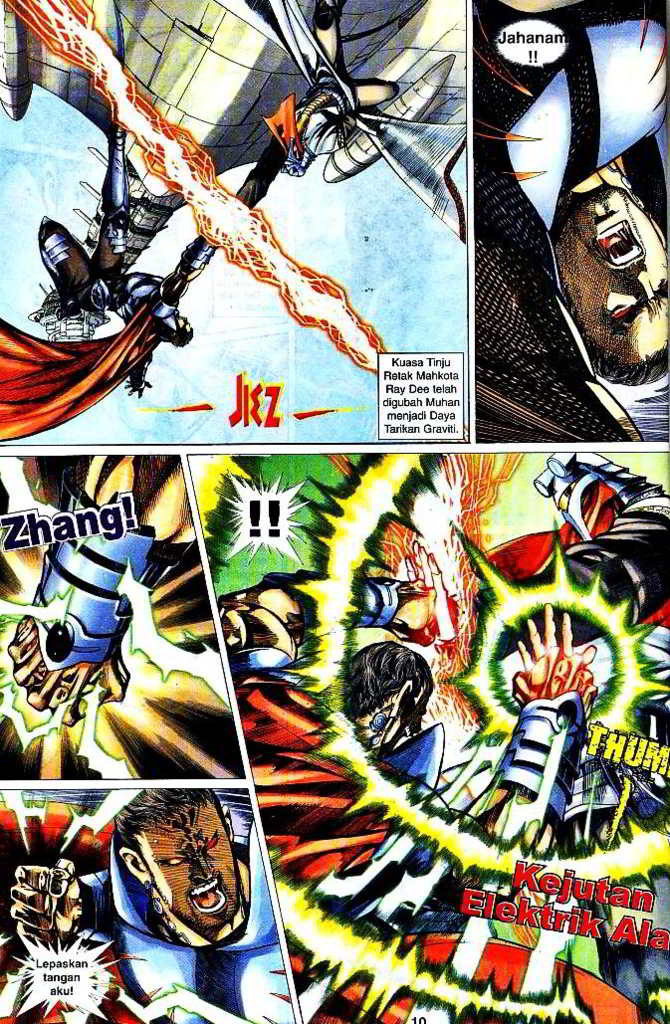 Jahanam
!!
JIEZ
Kuasa Tinju
Retak Mahkota
Ray Dee telah
digubah Muhan
menjadi Daya
Tarikan Graviti.
Zhang!
!!
THUM
Kejutan
Elektrik Ala
Lepaskan
tangan
aku!
10